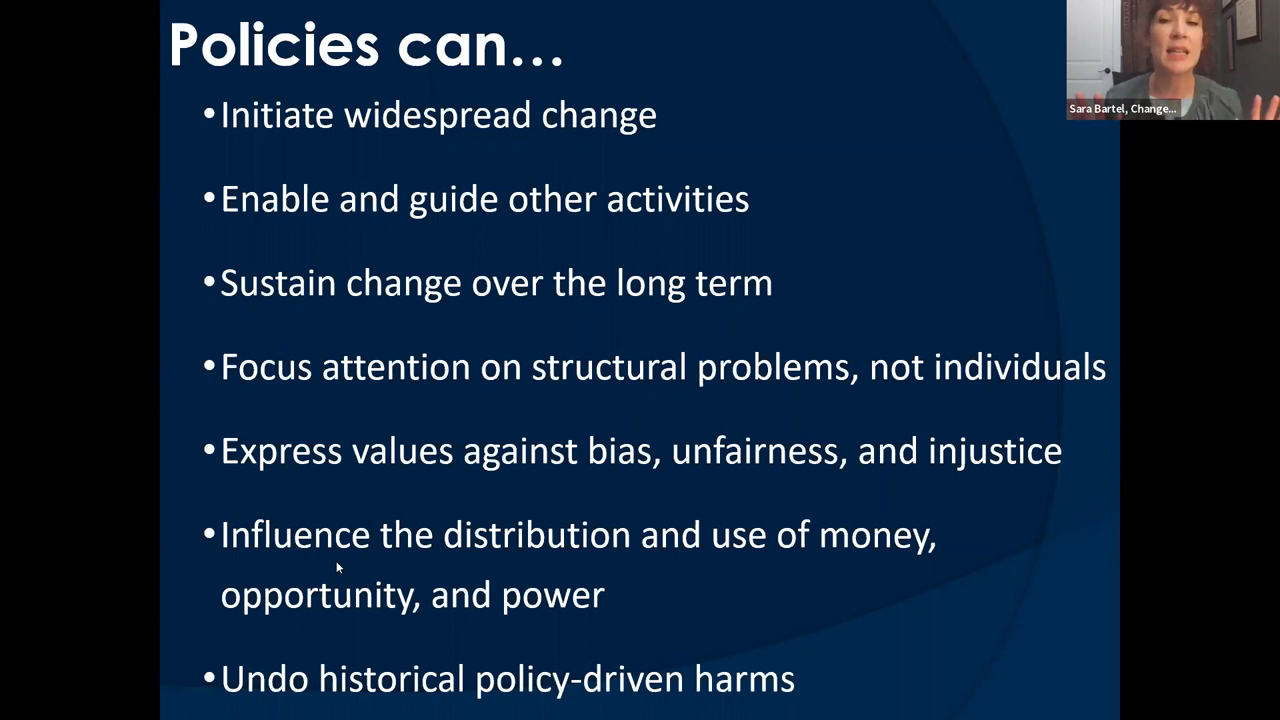 Policies can...
•Initiate widespread change
•Enable and guide other activities
•Sustain change over the long term
•Focus attention on structural problems, not individuals
•Express values against bias, unfairness, and injustice
•Influence the distribution and use of money,
opportunity, and power
•Undo historical policy-driven harms
Sara Bartel, Change...